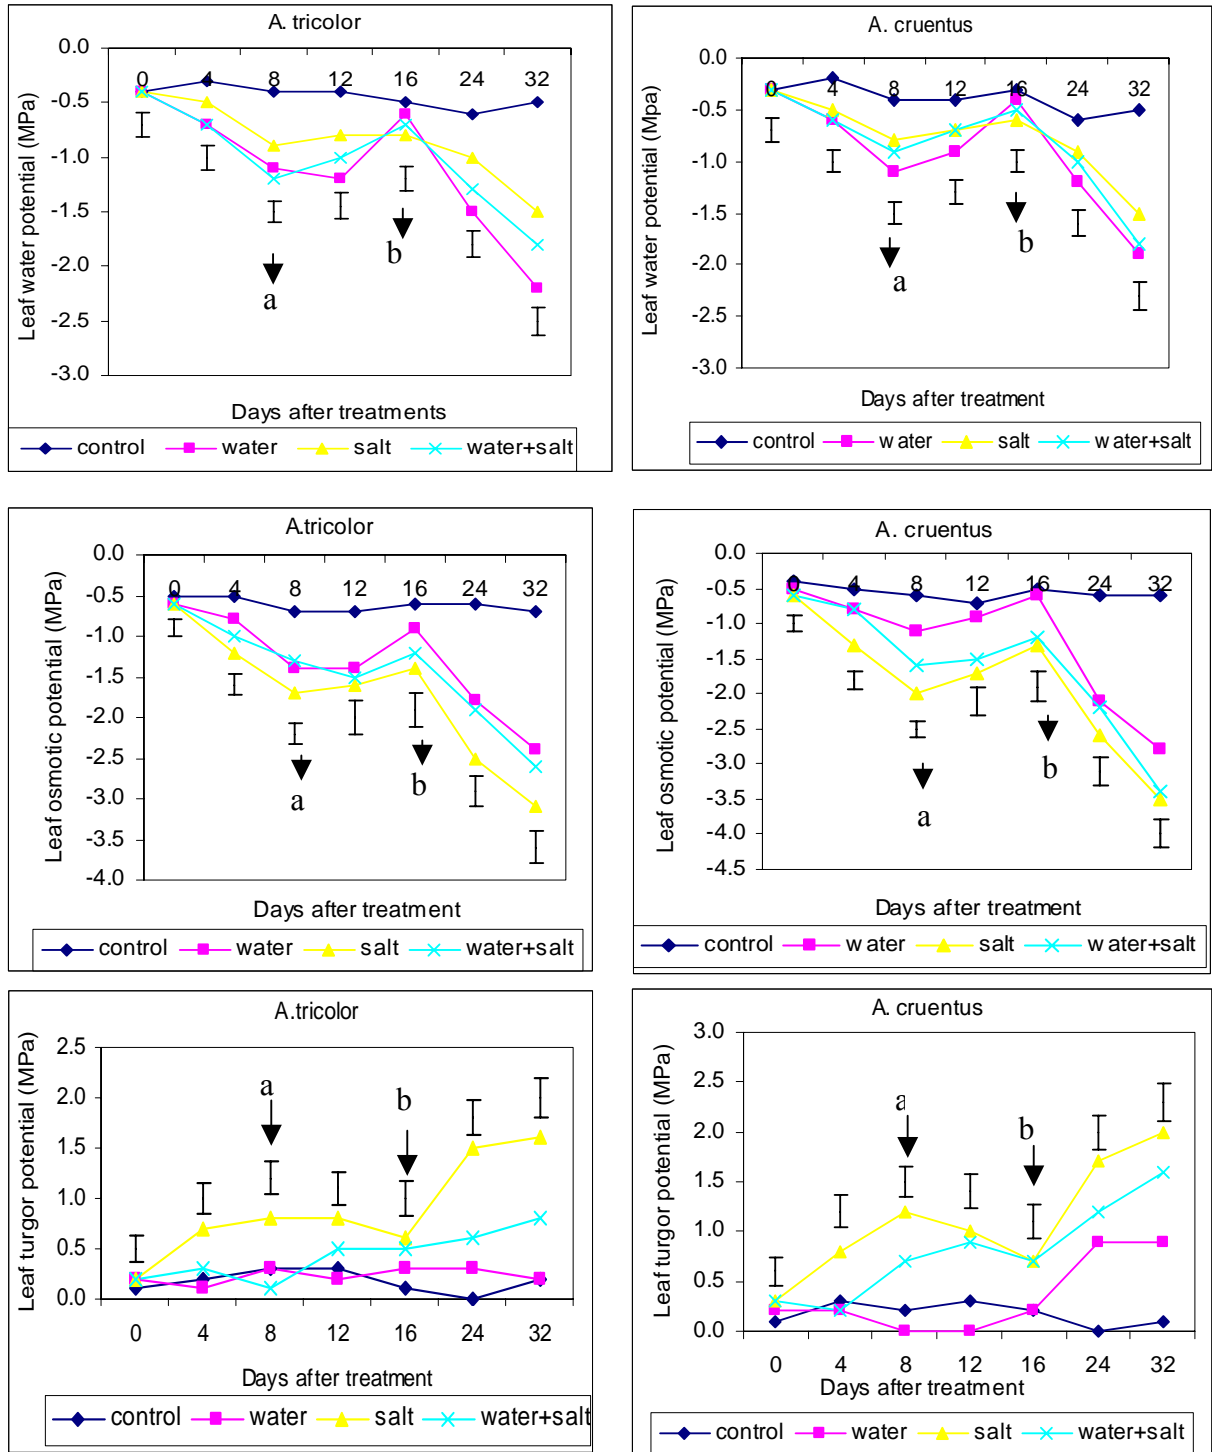 A. tricolor
0.0
-0.5
-1.0
-1.5
-2.0
-2.5
-3.0
Leaf water potential (MPa)
0 4 8 12 16 24 32
a
b
Days after treatments
control water salt water+salt
A. cruentus
0.0
-0.5
-1.0
-1.5
-2.0
-2.5
-3.0
Leaf water potential (Mpa)
0 4 8 12 16 24 32
a
b
Days after treatment
control water salt water+salt
A.tricolor
0.0
-0.5
-1.0
-1.5
-2.0
-2.5
-3.0
-3.5
-4.0
Leaf osmotic potential (MPa)
0 4 8 12 16 24 32
a
b
Days after treatment
control water salt water+salt
A. cruentus
0.0
-0.5
-1.0
-1.5
-2.0
-2.5
-3.0
-3.5
-4.0
-4.5
Leaf osmotic potential (MPa)
0 4 8 12 16 24 32
a
b
Days after treatment
control water salt water+salt
A.tricolor
2.5
2.0
1.5
1.0
0.5
0.0
Leaf turgor potential (MPa)
a
b
0 4 8 12 16 24 32
Days after treatment
control water salt water+salt
A. cruentus
3.0
2.5
2.0
1.5
1.0
0.5
0.0
Leaf turgor potential (MPa)
a
b
0 4 8 12 16 24 32
Days after treatment
control water salt water+salt